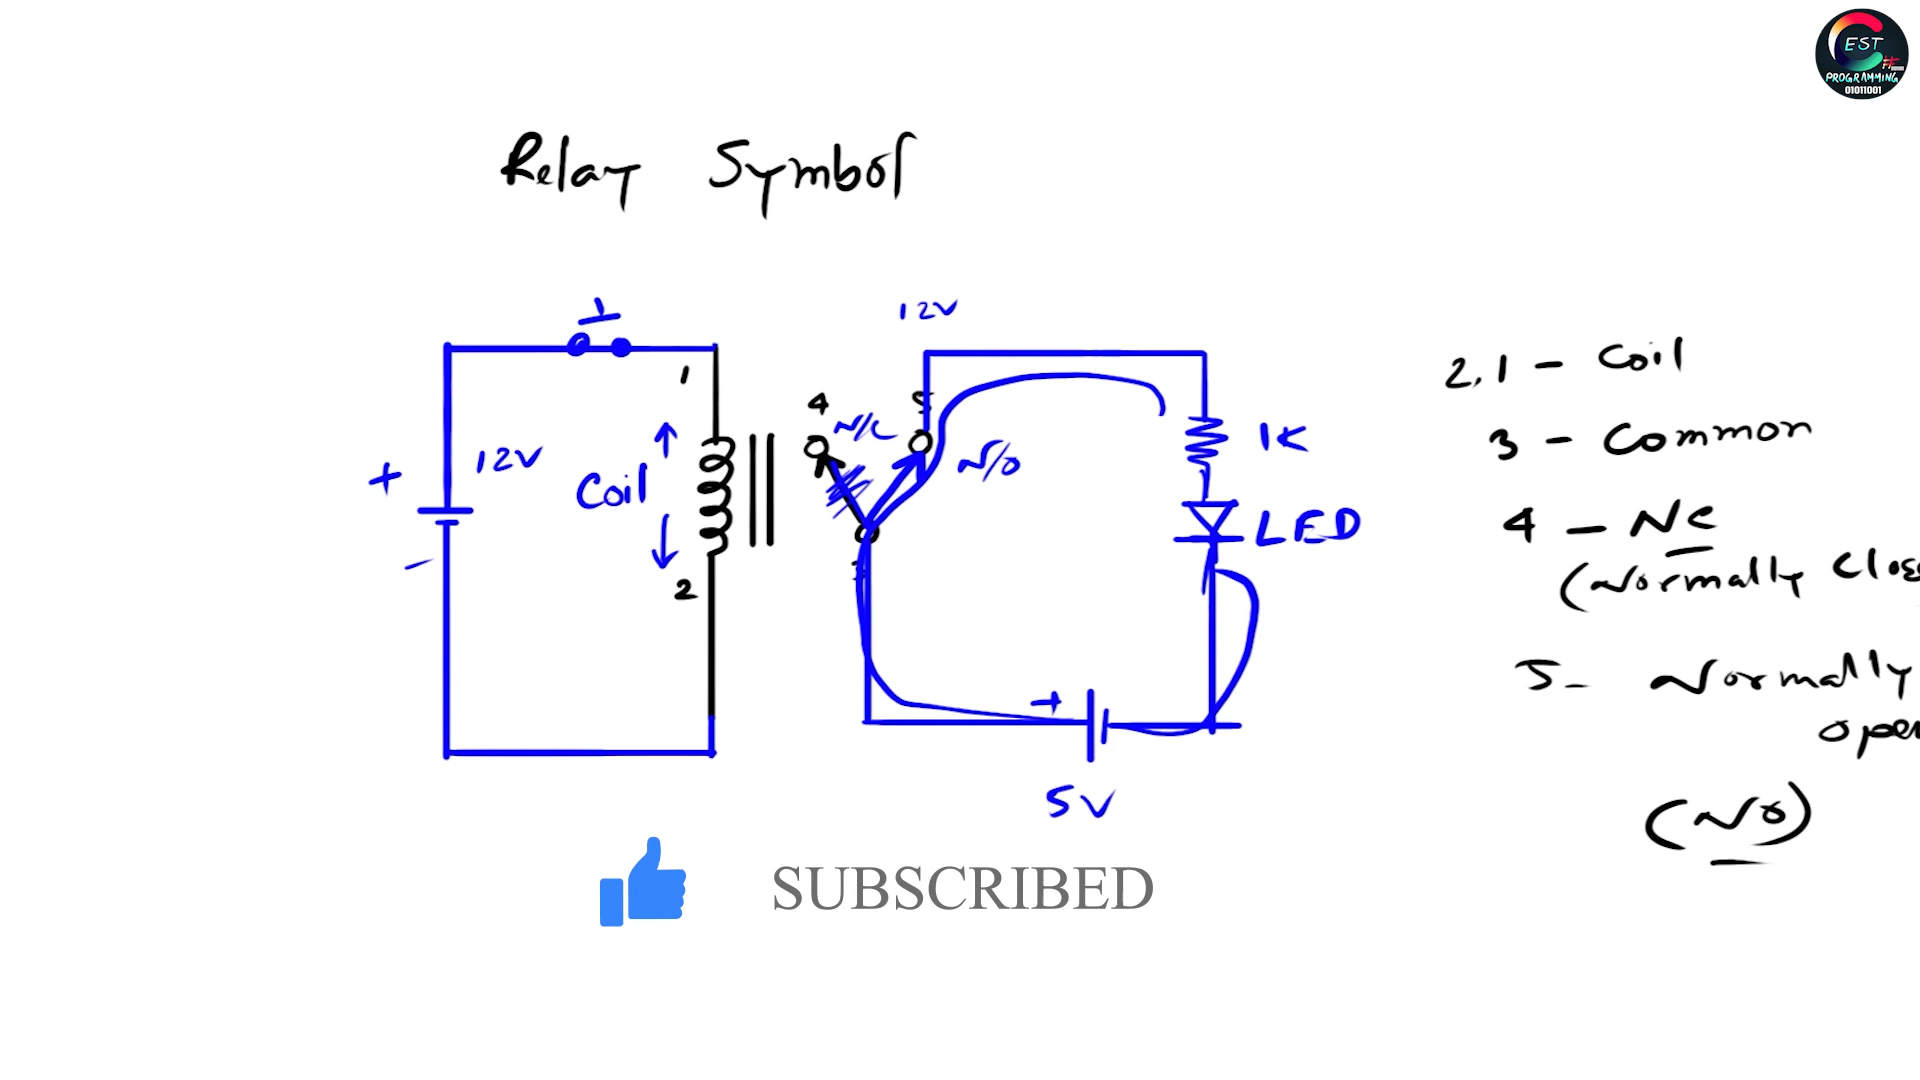 EST
PROGRAMMING
01011001
Relay Symbol
12V
1
4
5
N/C
N/O
+
12V
Coil
-
2
3
1K
LED
+
5V
2,1 - Coil
3 - Common
4 - NC
(Normally Clos
5- Normally
open
(NO)
SUBSCRIBED